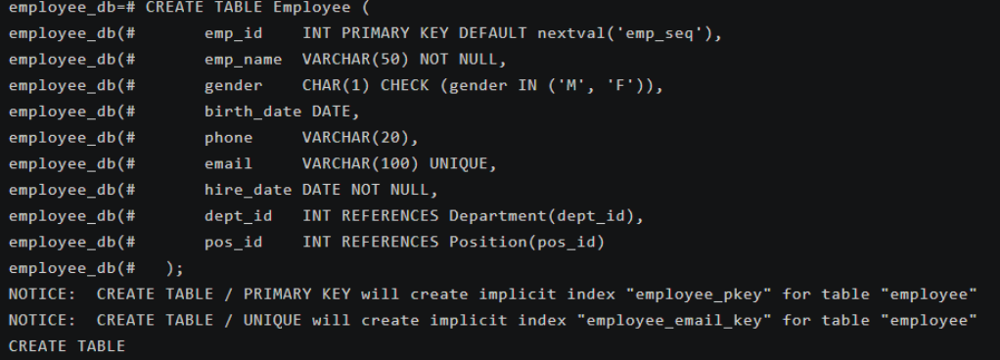 employee_db=# CREATE TABLE Employee (
employee_db(#       emp_id    INT PRIMARY KEY DEFAULT nextval('emp_seq'),
employee_db(#       emp_name  VARCHAR(50) NOT NULL,
employee_db(#       gender    CHAR(1) CHECK (gender IN ('M', 'F')),
employee_db(#       birth_date DATE,
employee_db(#       phone     VARCHAR(20),
employee_db(#       email     VARCHAR(100) UNIQUE,
employee_db(#       hire_date DATE NOT NULL,
employee_db(#       dept_id   INT REFERENCES Department(dept_id),
employee_db(#       pos_id    INT REFERENCES Position(pos_id)
employee_db(#   );
NOTICE:  CREATE TABLE / PRIMARY KEY will create implicit index "employee_pkey" for table "employee"
NOTICE:  CREATE TABLE / UNIQUE will create implicit index "employee_email_key" for table "employee"
CREATE TABLE